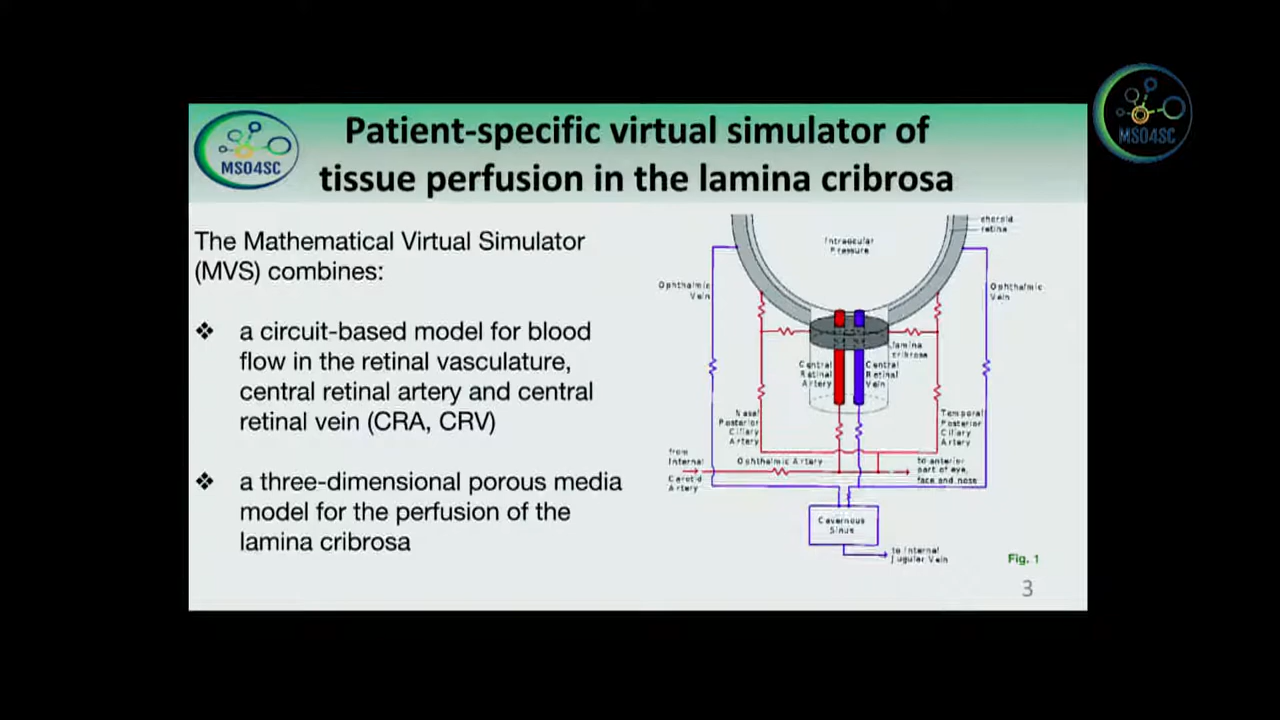 MSO4SC
Patient-specific virtual simulator of
tissue perfusion in the lamina cribrosa
MSO4SC
The Mathematical Virtual Simulator
(MVS) combines:
❖ a circuit-based model for blood
flow in the retinal vasculature,
central retinal artery and central
retinal vein (CRA, CRV)
❖ a three-dimensional porous media
model for the perfusion of the
lamina cribrosa
choroid
retina
Intraocular
Pressure
Ophthalmic
Vein
Ophthalmic
Vein
lamina
cribrosa
Central
Retinal
Artery
Central
Retinal
Vein
Nasal
Posterior
Ciliary
Artery
Temporal
Posterior
Ciliary
Artery
from
Internal
Carotid
Artery
Ophthalmic Artery
to anterior
part of eye,
face and nose
Cavernous
Sinus
to Internal
Jugular Vein
Fig. 1
3